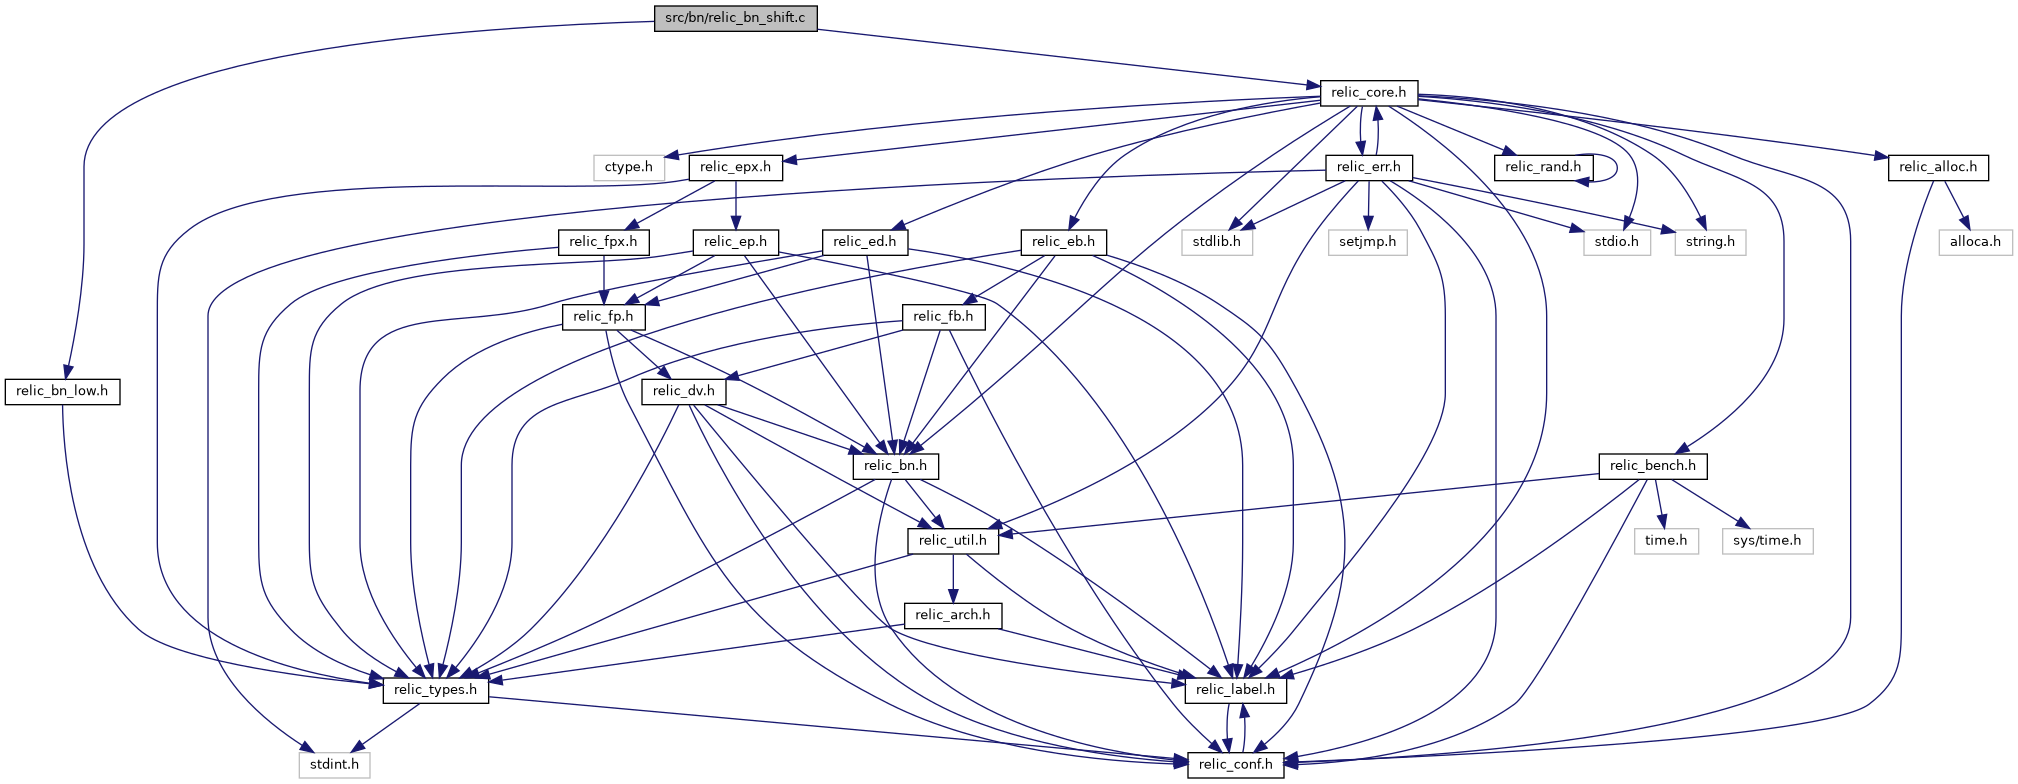 src/bn/relic_bn_shift.c
relic_core.h
ctype.h
relic_epx.h
relic_err.h
relic_rand.h
relic_alloc.h
relic_fpx.h
relic_ep.h
relic_ed.h
relic_eb.h
stdlib.h
setjmp.h
stdio.h
string.h
alloca.h
relic_fp.h
relic_fb.h
relic_bn_low.h
relic_dv.h
relic_bn.h
relic_bench.h
relic_util.h
time.h
sys/time.h
relic_arch.h
relic_types.h
relic_label.h
stdint.h
relic_conf.h